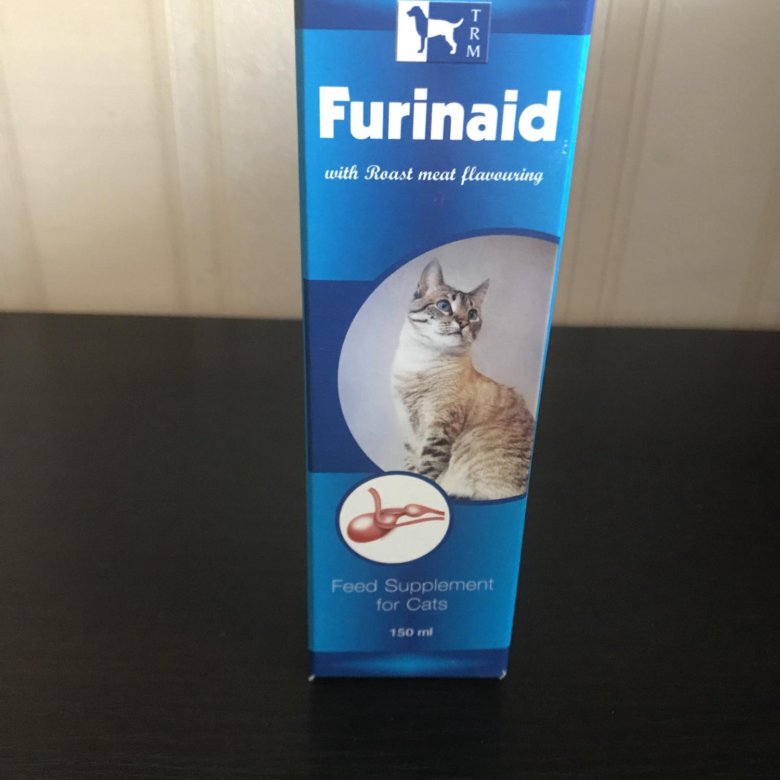 TRM
Furinaid
with Roast meat flavouring
Feed Supplement
for Cats
150 ml